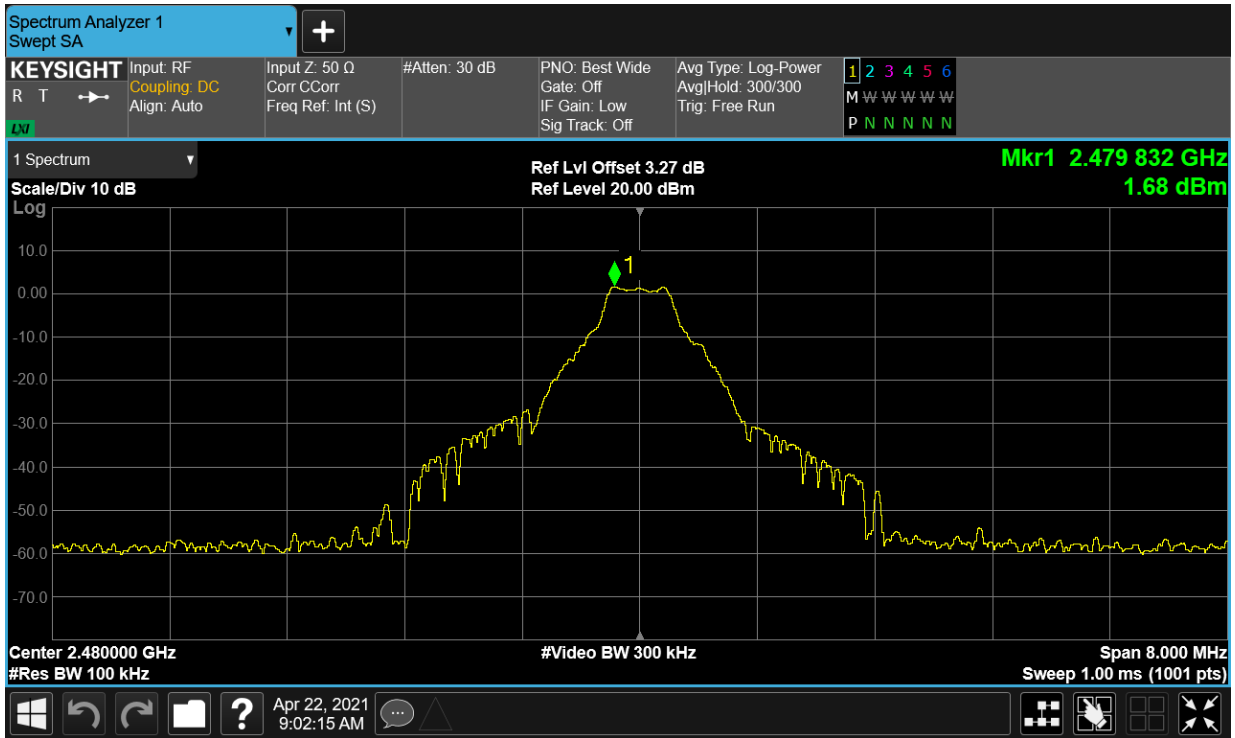 Spectrum Analyzer 1
Swept SA
KEYSIGHT
R T
LXI
Input: RF
Coupling: DC
Align: Auto
Input Z: 50 Ω
Corr CCorr
Freq Ref: Int (S)
#Atten: 30 dB
PNO: Best Wide
Gate: Off
IF Gain: Low
Sig Track: Off
Avg Type: Log-Power
Avg|Hold: 300/300
Trig: Free Run
1 2 3 4 5 6
M W W W W W
P N N N N N
1 Spectrum
Scale/Div 10 dB
Log
Ref Lvl Offset 3.27 dB
Ref Level 20.00 dBm
Mkr1 2.479 832 GHz
1.68 dBm
1
10.0
0.00
-10.0
-20.0
-30.0
-40.0
-50.0
-60.0
-70.0
Center 2.480000 GHz
#Res BW 100 kHz
#Video BW 300 kHz
Span 8.000 MHz
Sweep 1.00 ms (1001 pts)
?
Apr 22, 2021
9:02:15 AM